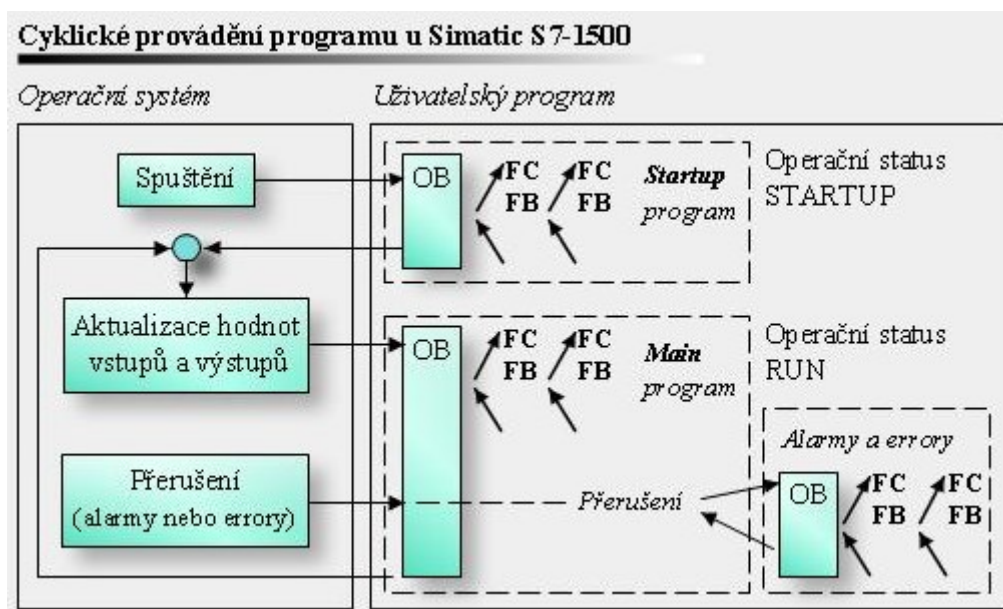 Cyklické provádění programu u Simatic S7-1500
Operační systém
Uživatelský program
Spuštění
OB
FC
FB
FC
FB
Startup
program
Operační status
STARTUP
Aktualizace hodnot
vstupů a výstupů
OB
FC
FB
FC
FB
Main
program
Operační status
RUN
Přerušení
(alarmy nebo errory)
Přerušení
Alarmy a errory
OB
FC
FB
FC
FB